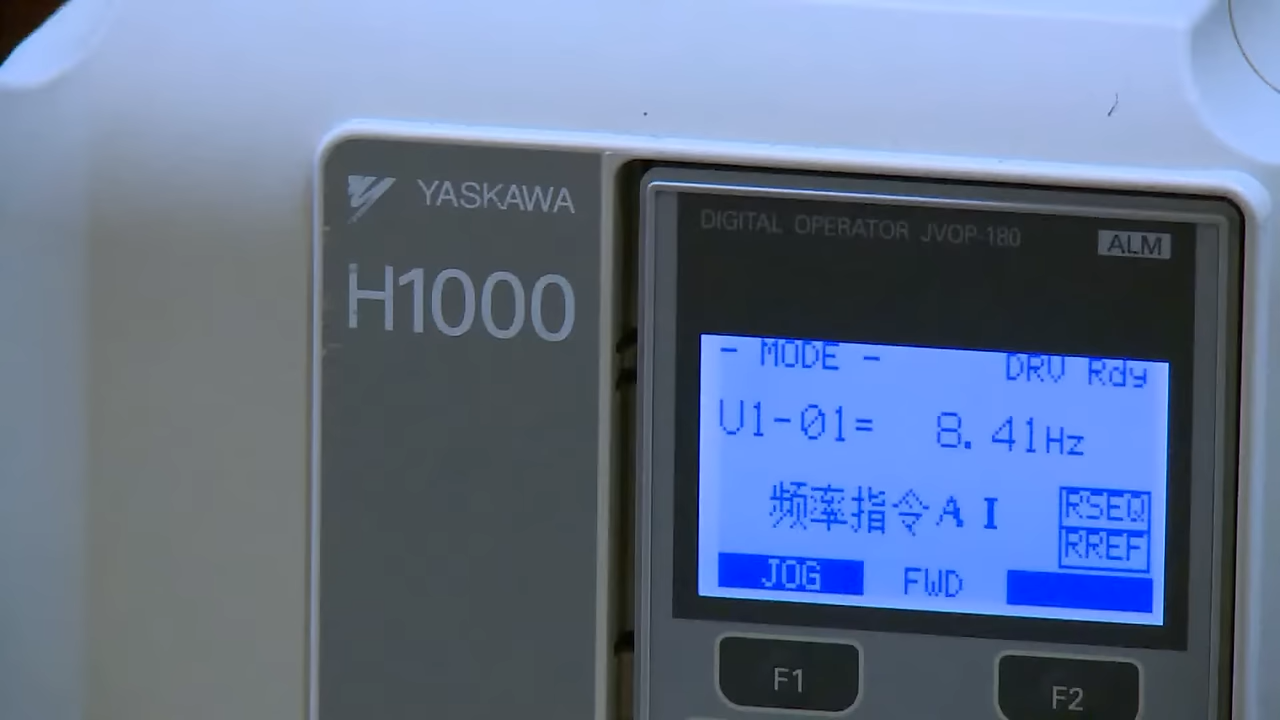 YASKAWA
H1000
DIGITAL OPERATOR JVOP-180
ALM
- MODE - DRV Rdy
U1-01= 8.41Hz
频率指令AI
RSEQ
RREF
JOG FWD
F1
F2